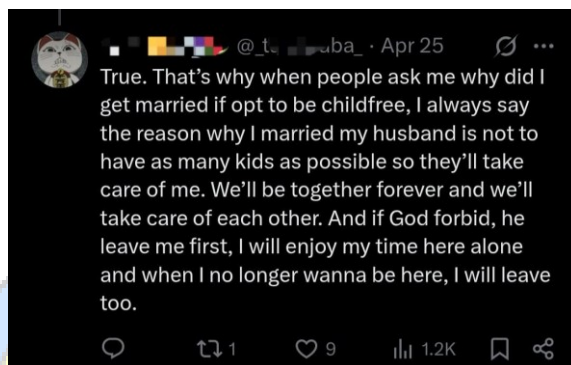 · Apr 25
True. That's why when people ask me why did I
get married if opt to be childfree, I always say
the reason why I married my husband is not to
have as many kids as possible so they'll take
care of me. We'll be together forever and we'll
take care of each other. And if God forbid, he
leave me first, I will enjoy my time here alone
and when I no longer wanna be here, I will leave
too.
1 9 1.2K